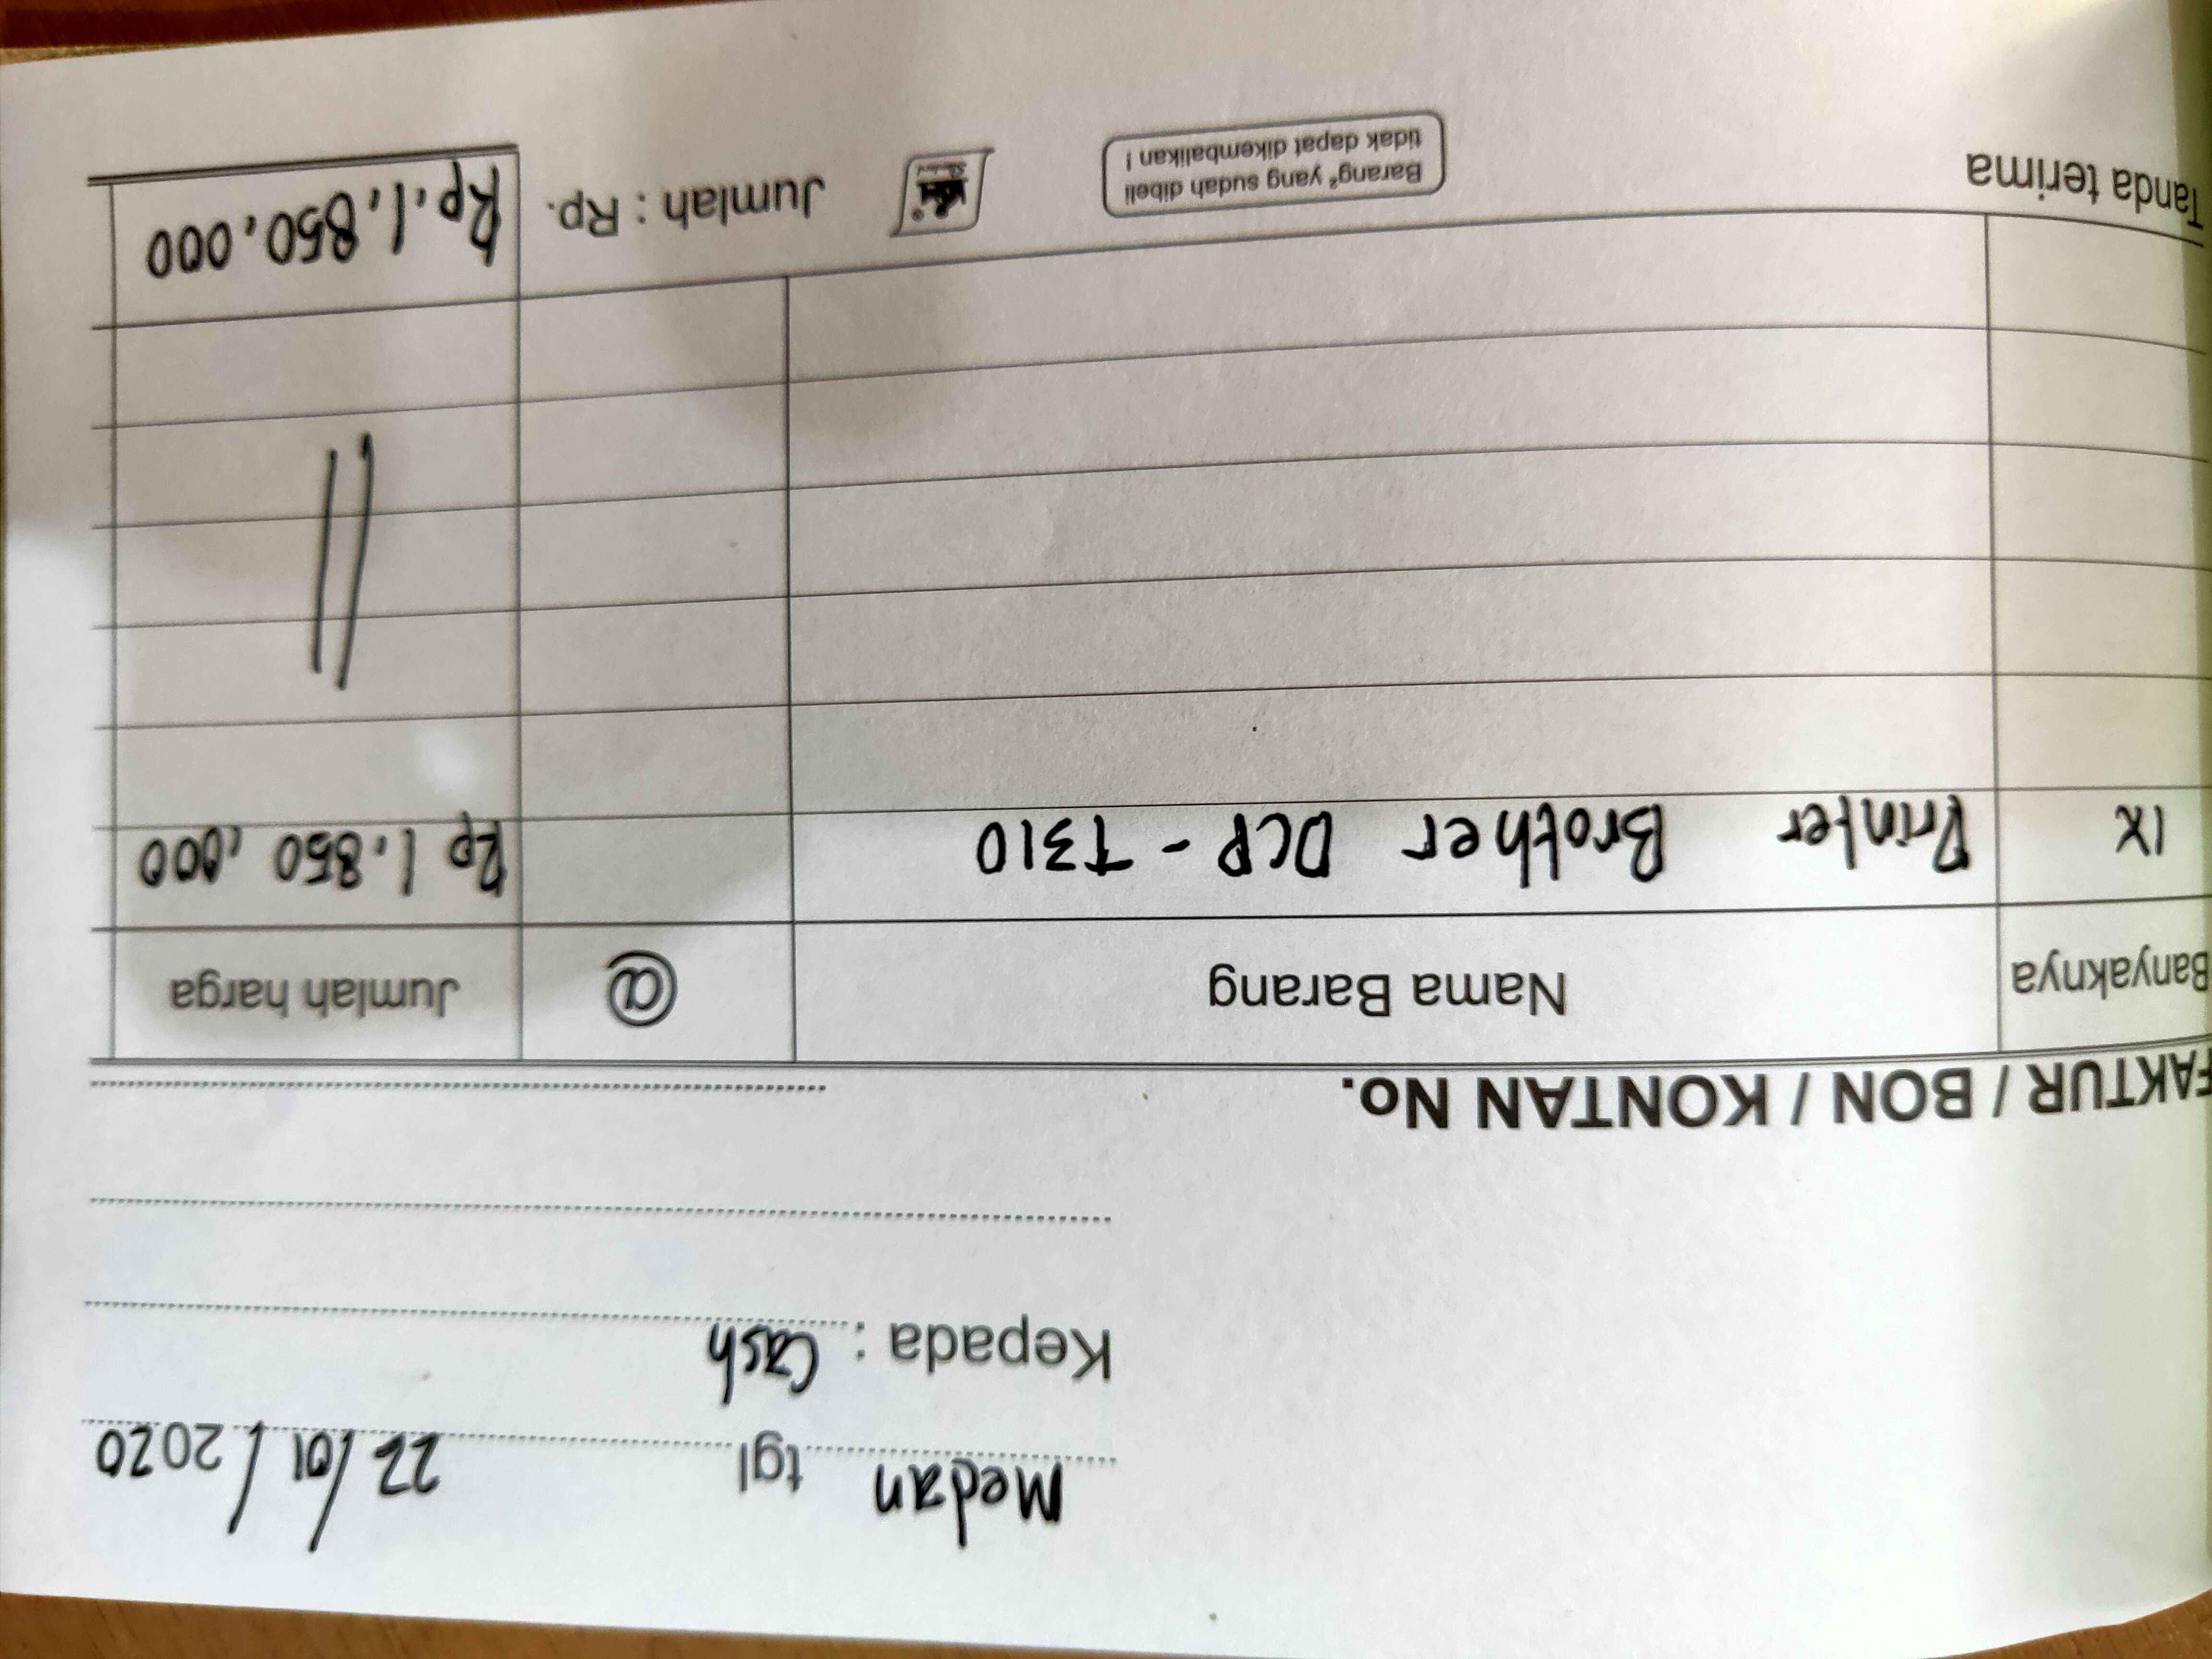 Medan tgl 22/01/2020
Kepada : Cash
FAKTUR / BON / KONTAN No.
Banyaknya Nama Barang @ Jumlah harga
1X Printer Brother DCP - T310 Rp 1.850.000
Tanda terima
Barang² yang sudah dibeli
tidak dapat dikembalikan !
Jumlah : Rp. Rp. 1.850.000